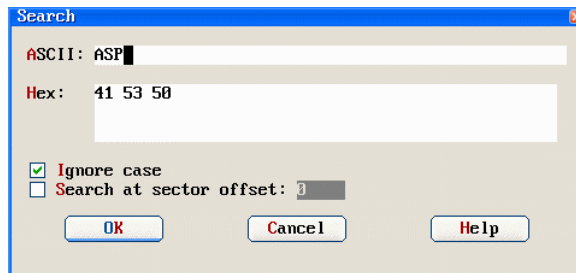 Search
ASCII: ASP
Hex: 41 53 50
Ignore case
Search at sector offset: 0
OK Cancel Help